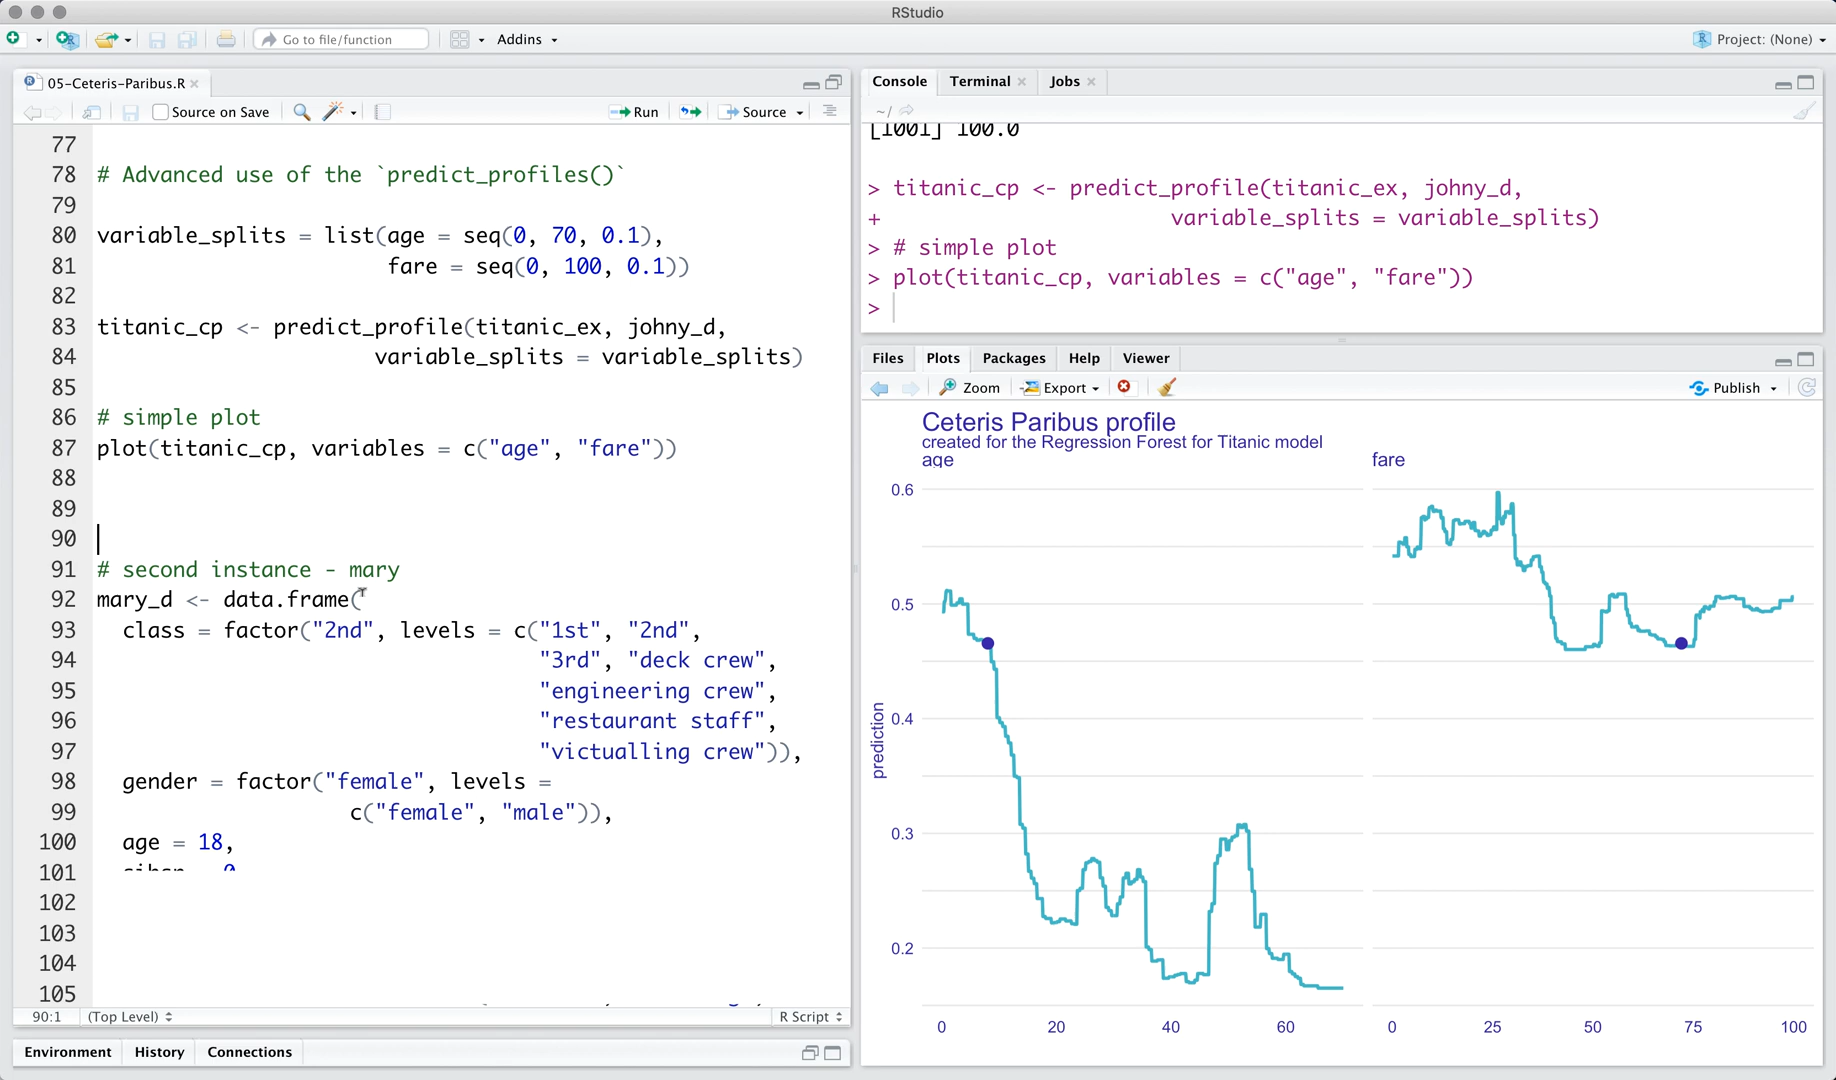 RStudio
Go to file/function
Addins
Project: (None)
05-Ceteris-Paribus.R
Source on Save
Run
Source
77
78 # Advanced use of the `predict_profiles()`
79
80 variable_splits = list(age = seq(0, 70, 0.1),
81 fare = seq(0, 100, 0.1))
82
83 titanic_cp <- predict_profile(titanic_ex, johny_d,
84 variable_splits = variable_splits)
85
86 # simple plot
87 plot(titanic_cp, variables = c("age", "fare"))
88
89
90
91 # second instance - mary
92 mary_d <- data.frame(
93 class = factor("2nd", levels = c("1st", "2nd",
94 "3rd", "deck crew",
95 "engineering crew",
96 "restaurant staff",
97 "victualling crew")),
98 gender = factor("female", levels =
99 c("female", "male")),
100 age = 18,
101
102
103
104
105
90:1 (Top Level) R Script
Environment History Connections
Console Terminal Jobs
~/
[1001] 100.0
> titanic_cp <- predict_profile(titanic_ex, johny_d,
+ variable_splits = variable_splits)
> # simple plot
> plot(titanic_cp, variables = c("age", "fare"))
>
Files Plots Packages Help Viewer
Zoom Export Publish
Ceteris Paribus profile
created for the Regression Forest for Titanic model
age fare
0.6
0.5
0.4
0.3
0.2
prediction
0 20 40 60 0 25 50 75 100